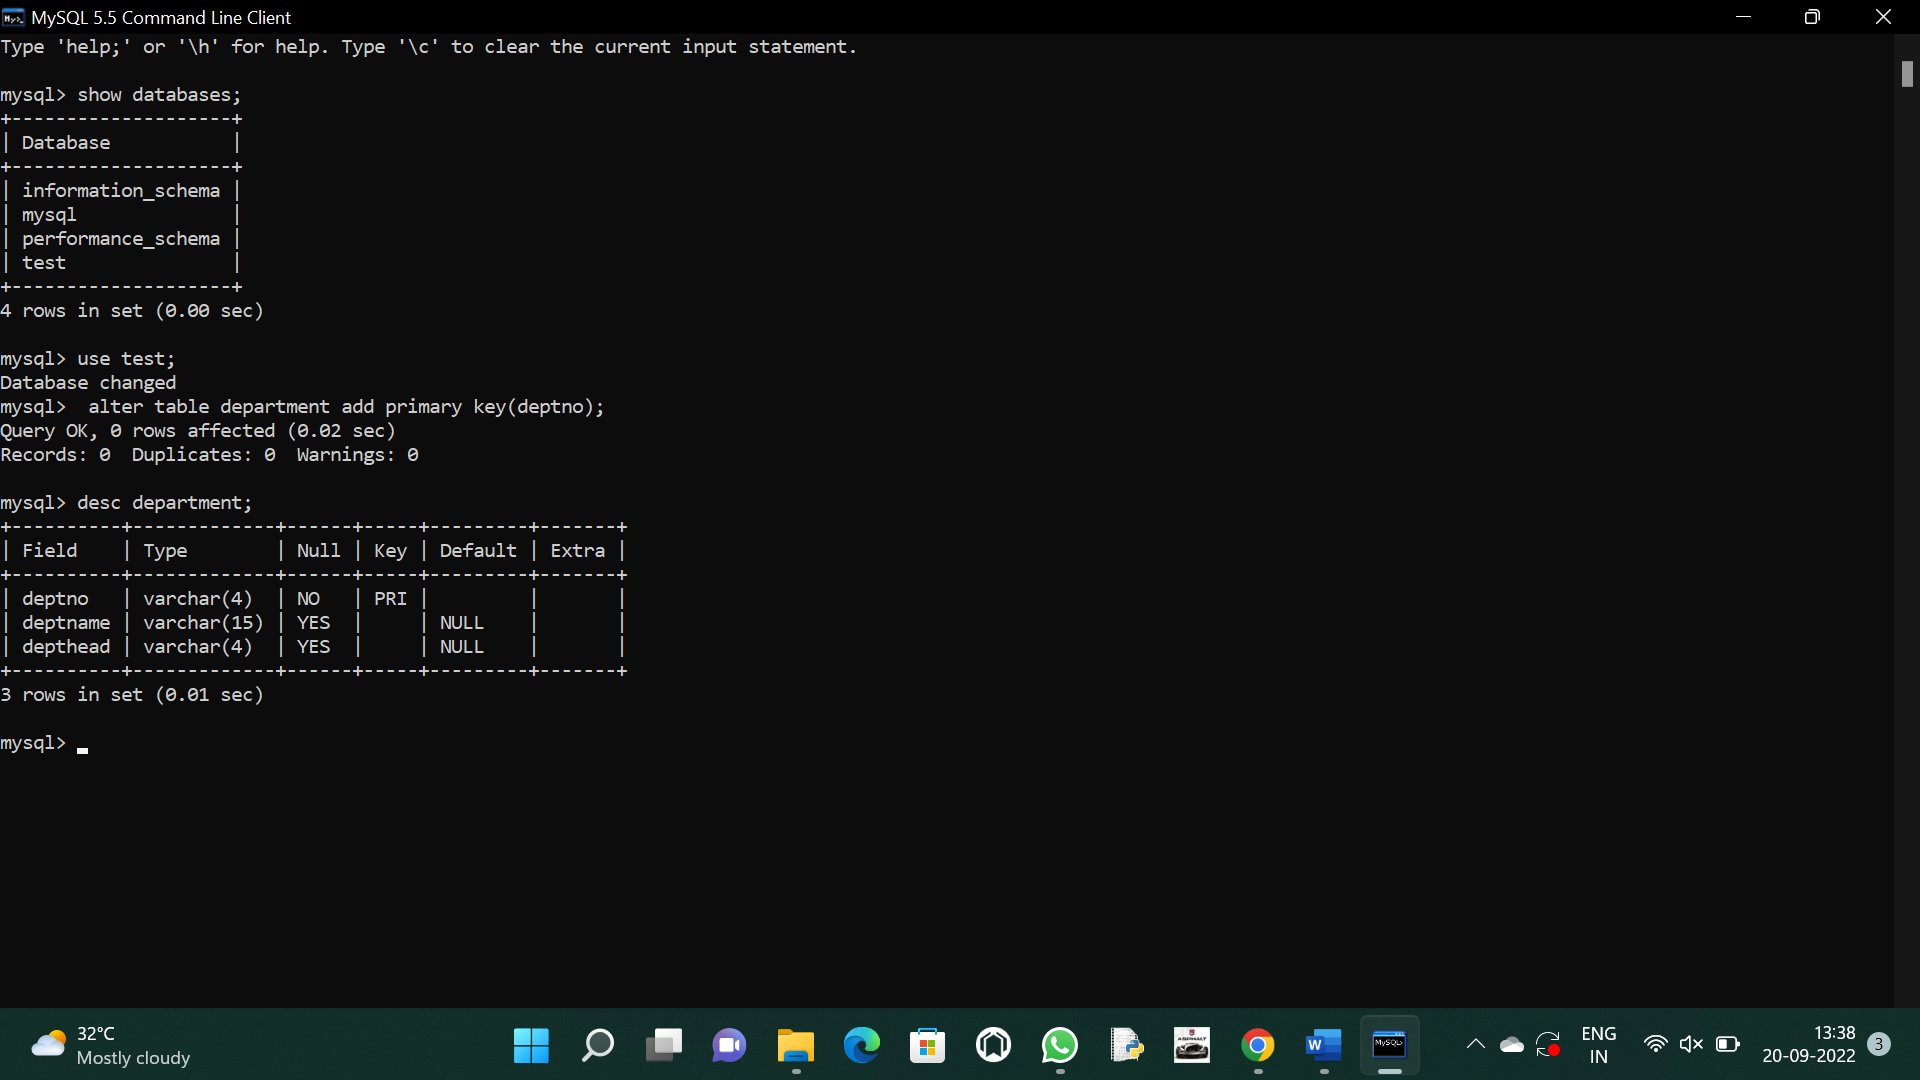 MySQL 5.5 Command Line Client
Type 'help;' or '\h' for help. Type '\c' to clear the current input statement.
mysql> show databases;
+--------------------+
| Database           |
+--------------------+
| information_schema |
| mysql              |
| performance_schema |
| test               |
+--------------------+
4 rows in set (0.00 sec)
mysql> use test;
Database changed
mysql>  alter table department add primary key(deptno);
Query OK, 0 rows affected (0.02 sec)
Records: 0  Duplicates: 0  Warnings: 0
mysql> desc department;
+----------+-------------+------+-----+---------+-------+
| Field    | Type        | Null | Key | Default | Extra |
+----------+-------------+------+-----+---------+-------+
| deptno   | varchar(4)  | NO   | PRI |         |       |
| deptname | varchar(15) | YES  |     | NULL    |       |
| depthead | varchar(4)  | YES  |     | NULL    |       |
+----------+-------------+------+-----+---------+-------+
3 rows in set (0.01 sec)
mysql> _
32°C
Mostly cloudy
ASPHALT
W
MySQL>
ENG
IN
13:38
20-09-2022
3